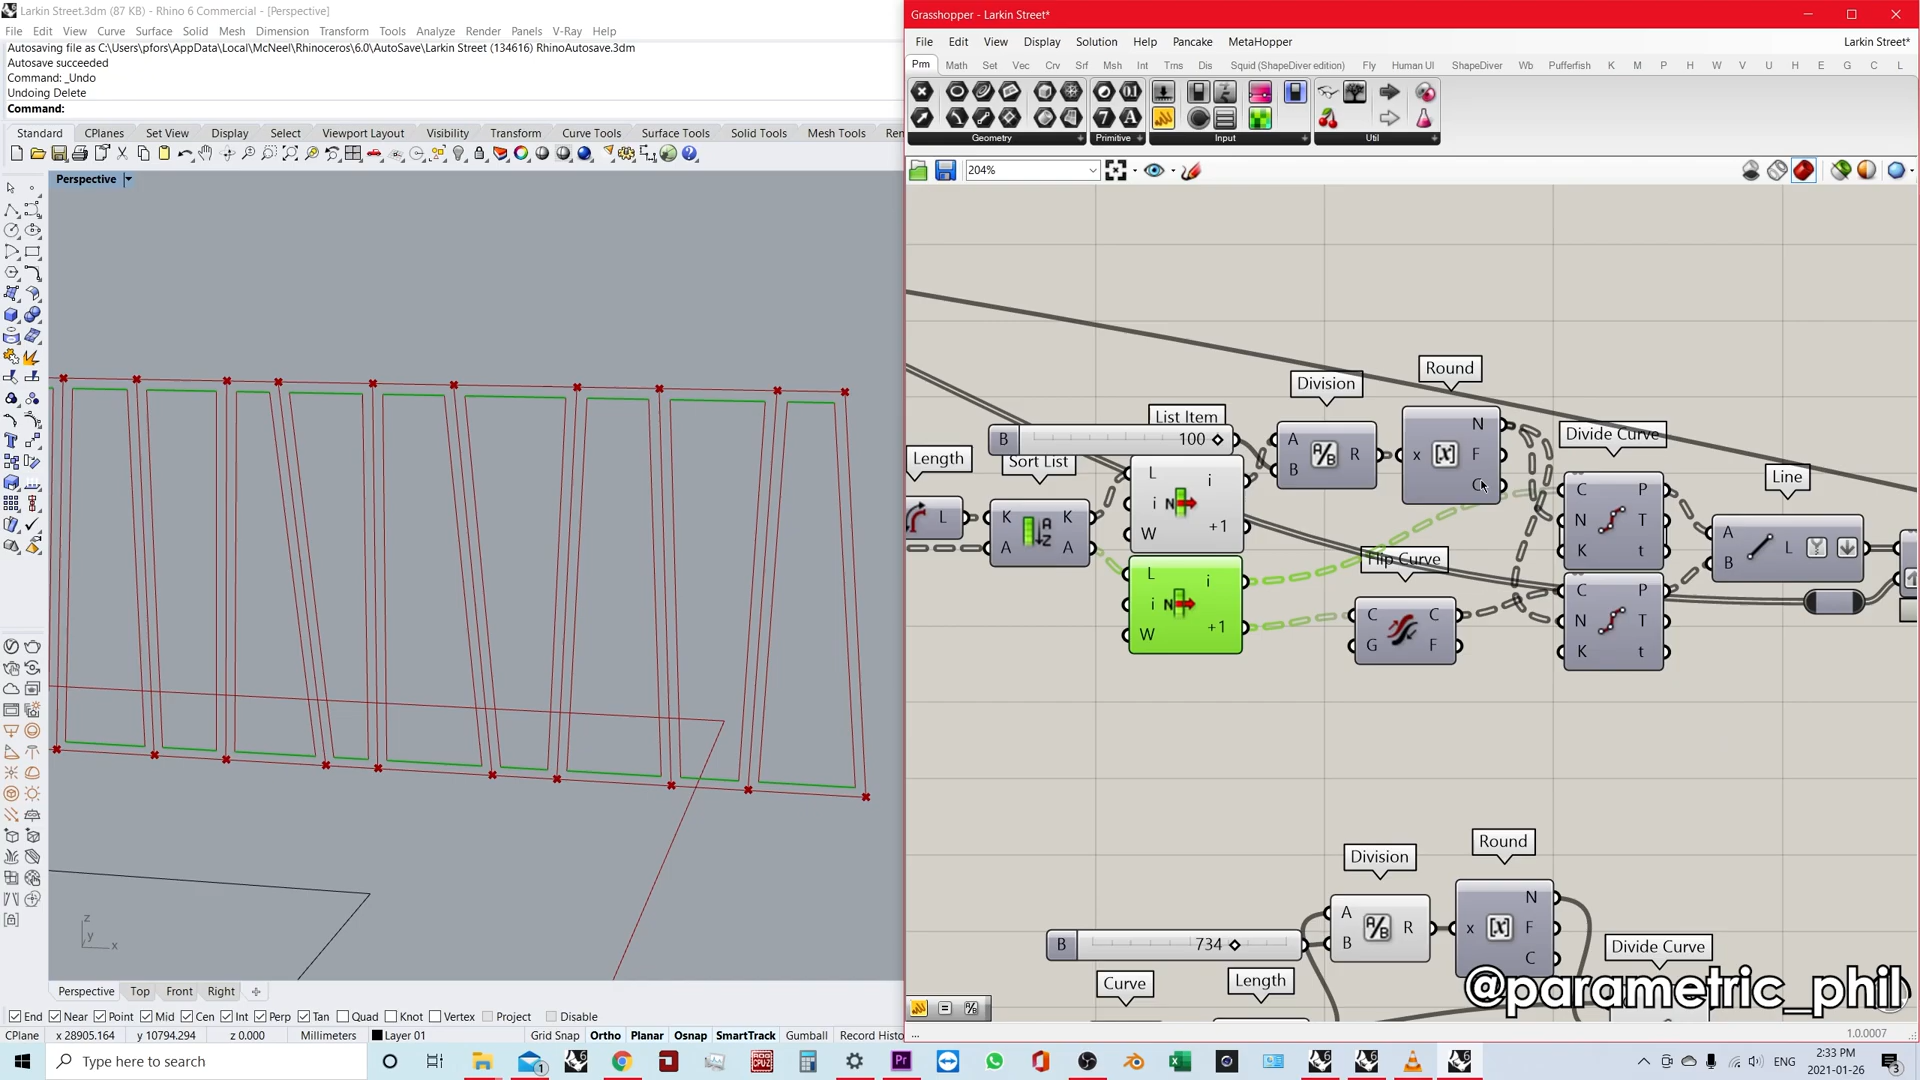 Larkin Street.3dm (87 KB) - Rhino 6 Commercial - [Perspective]
File Edit View Curve Surface Solid Mesh Dimension Transform Tools Analyze Render Panels V-Ray Help
Autosaving file as C:\Users\pfors\AppData\Local\McNeel\Rhinoceros\6.0\AutoSave\Larkin Street (134616) RhinoAutosave.3dm
Autosave succeeded
Command: _Undo
Undoing Delete
Command:
Standard CPlanes Set View Display Select Viewport Layout Visibility Transform Curve Tools Surface Tools Solid Tools Mesh Tools Ren
Perspective
z
y
x
Perspective Top Front Right
End Near Point Mid Cen Int Perp Tan Quad Knot Vertex Project Disable
CPlane x 28905.164 y 10794.294 z 0.000 Millimeters Layer 01 Grid Snap Ortho Planar Osnap SmartTrack Gumball Record Histo
Grasshopper - Larkin Street*
File Edit View Display Solution Help Pancake MetaHopper Larkin Street*
Prm Math Set Vec Crv Srf Msh Int Trns Dis Squid (ShapeDiver edition) Fly Human UI ShapeDiver Wb Pufferfish K M P H W V U H E G C L
Geometry Primitive Input Util
204%
Round
Division
List Item
Divide Curve
Length
Sort List
Line
Flip Curve
B 100
A B R
x N F C
L i W i +1
L
K A K A
C N K P T t
A B L
L i W i +1
C G C F
C N K P T t
Round
Division
A B R
x N F C
B 734
Divide Curve
Curve
Length
@parametric_phil
1.0.0007
Type here to search
ENG
2:33 PM
2021-01-26